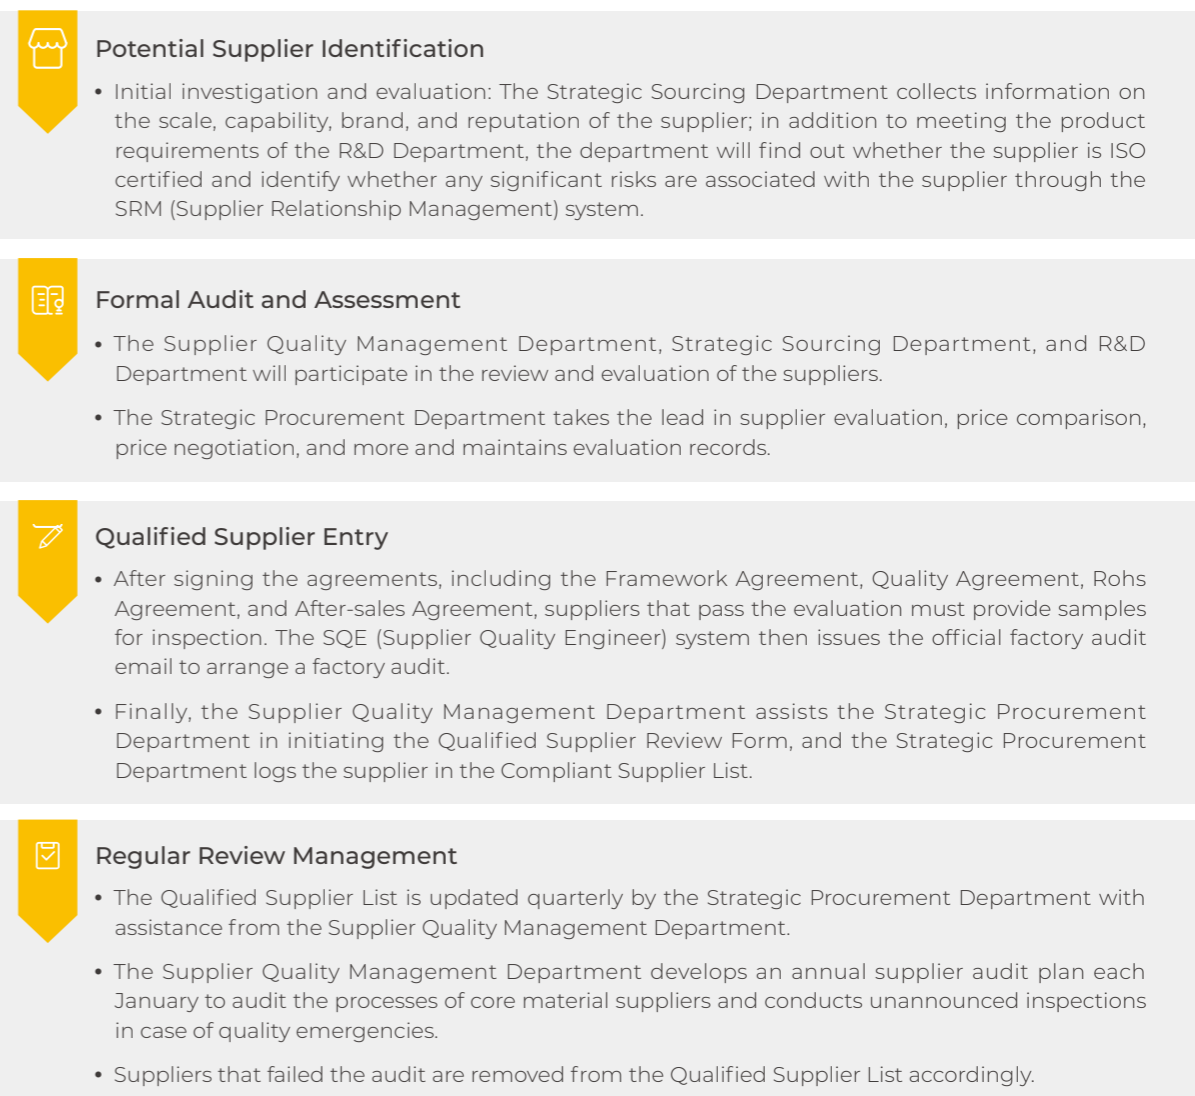 Potential Supplier Identification
• Initial investigation and evaluation: The Strategic Sourcing Department collects information on
the scale, capability, brand, and reputation of the supplier; in addition to meeting the product
requirements of the R&D Department, the department will find out whether the supplier is ISO
certified and identify whether any significant risks are associated with the supplier through the
SRM (Supplier Relationship Management) system.
Formal Audit and Assessment
• The Supplier Quality Management Department, Strategic Sourcing Department, and R&D
Department will participate in the review and evaluation of the suppliers.
• The Strategic Procurement Department takes the lead in supplier evaluation, price comparison,
price negotiation, and more and maintains evaluation records.
Qualified Supplier Entry
• After signing the agreements, including the Framework Agreement, Quality Agreement, Rohs
Agreement, and After-sales Agreement, suppliers that pass the evaluation must provide samples
for inspection. The SQE (Supplier Quality Engineer) system then issues the official factory audit
email to arrange a factory audit.
• Finally, the Supplier Quality Management Department assists the Strategic Procurement
Department in initiating the Qualified Supplier Review Form, and the Strategic Procurement
Department logs the supplier in the Compliant Supplier List.
Regular Review Management
• The Qualified Supplier List is updated quarterly by the Strategic Procurement Department with
assistance from the Supplier Quality Management Department.
• The Supplier Quality Management Department develops an annual supplier audit plan each
January to audit the processes of core material suppliers and conducts unannounced inspections
in case of quality emergencies.
• Suppliers that failed the audit are removed from the Qualified Supplier List accordingly.